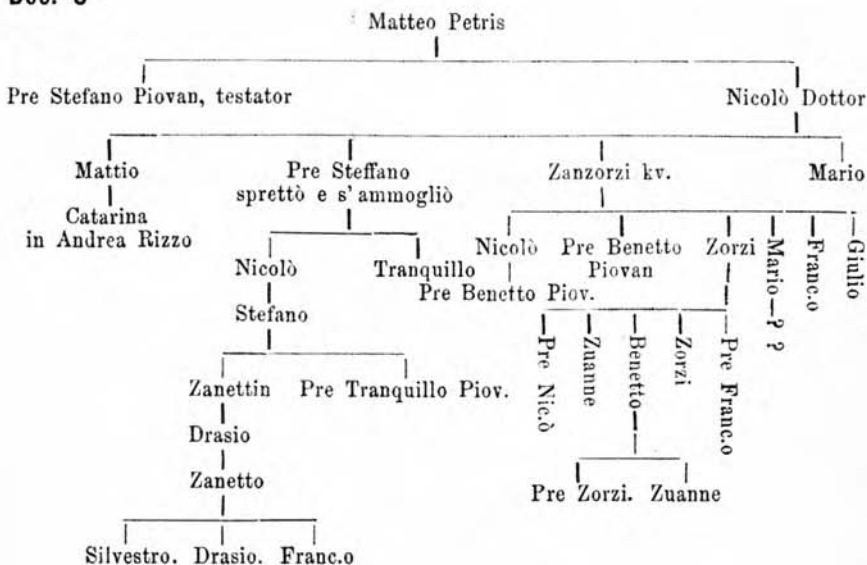 Doc. 3
Matteo Petris
Pre Stefano Piovan, testator
Nicolò Dottor
Mattio
Pre Steffano
sprettò e s'ammogliò
Zanzorzi kv.
Mario
Catarina
in Andrea Rizzo
Nicolò
Tranquillo
Nicolò
Pre Benetto
Piovan
Zorzi
Mario — ? ?
Franc.o
Giulio
Pre Benetto Piov.
Stefano
Pre Nic.ò
Zuanne
Benetto
Zorzi
Pre Franc.o
Zanettin
Pre Tranquillo Piov.
Drasio
Zanetto
Pre Zorzi. Zuanne
Silvestro. Drasio. Franc.o